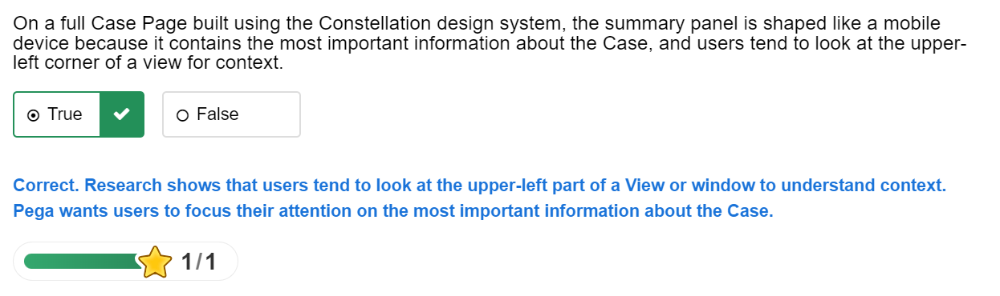 On a full Case Page built using the Constellation design system, the summary panel is shaped like a mobile
device because it contains the most important information about the Case, and users tend to look at the upper-
left corner of a view for context.
True
False
Correct. Research shows that users tend to look at the upper-left part of a View or window to understand context.
Pega wants users to focus their attention on the most important information about the Case.
1/1